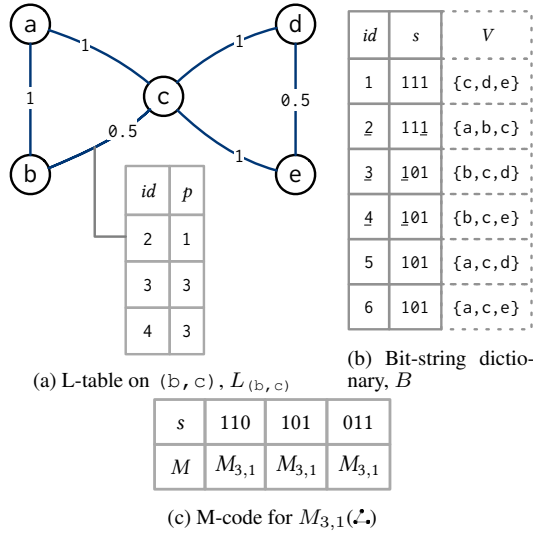 a
d
1
1
1
c
0.5
0.5
1
b
e
id p
2 1
3 3
4 3
(a) L-table on (b,c), L(b,c)
id s V
1 111 {c,d,e}
2 111 {a,b,c}
3 101 {b,c,d}
4 101 {b,c,e}
5 101 {a,c,d}
6 101 {a,c,e}
(b) Bit-string dictio-
nary, B
s 110 101 011
M M3,1 M3,1 M3,1
(c) M-code for M3,1()